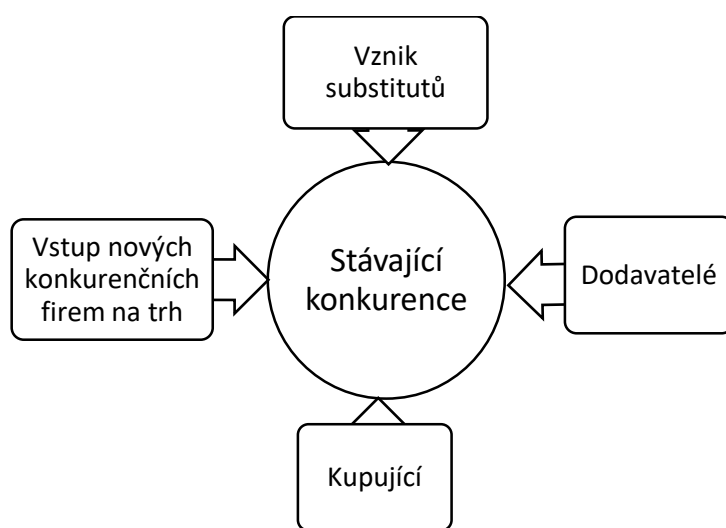 Vznik
substitutů
Vstup nových
konkurenčních
firem na trh
Stávající
konkurence
Dodavatelé
Kupující